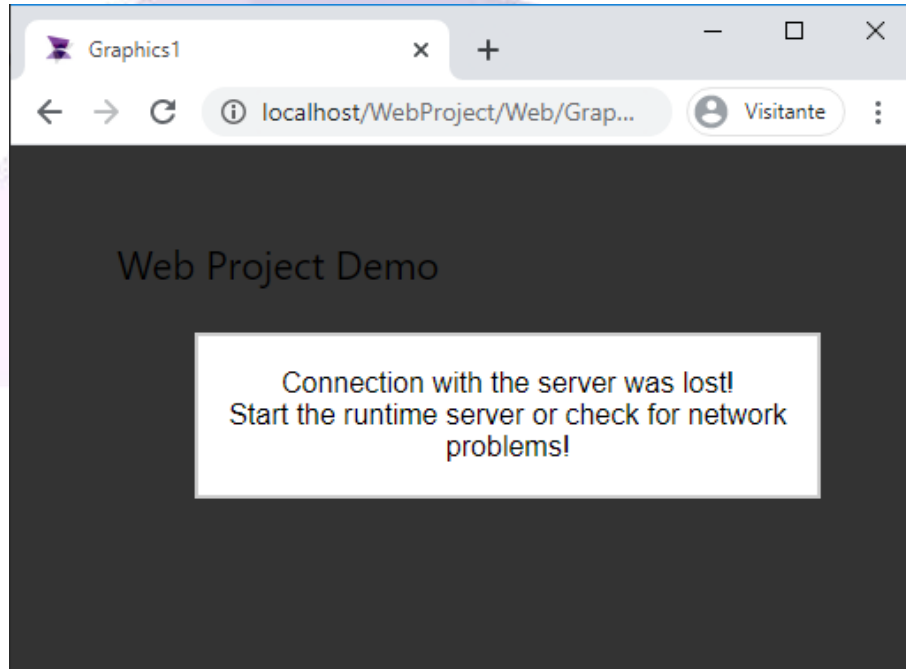 Graphics1
localhost/WebProject/Web/Grap...
Visitante
Web Project Demo
Connection with the server was lost!
Start the runtime server or check for network
problems!